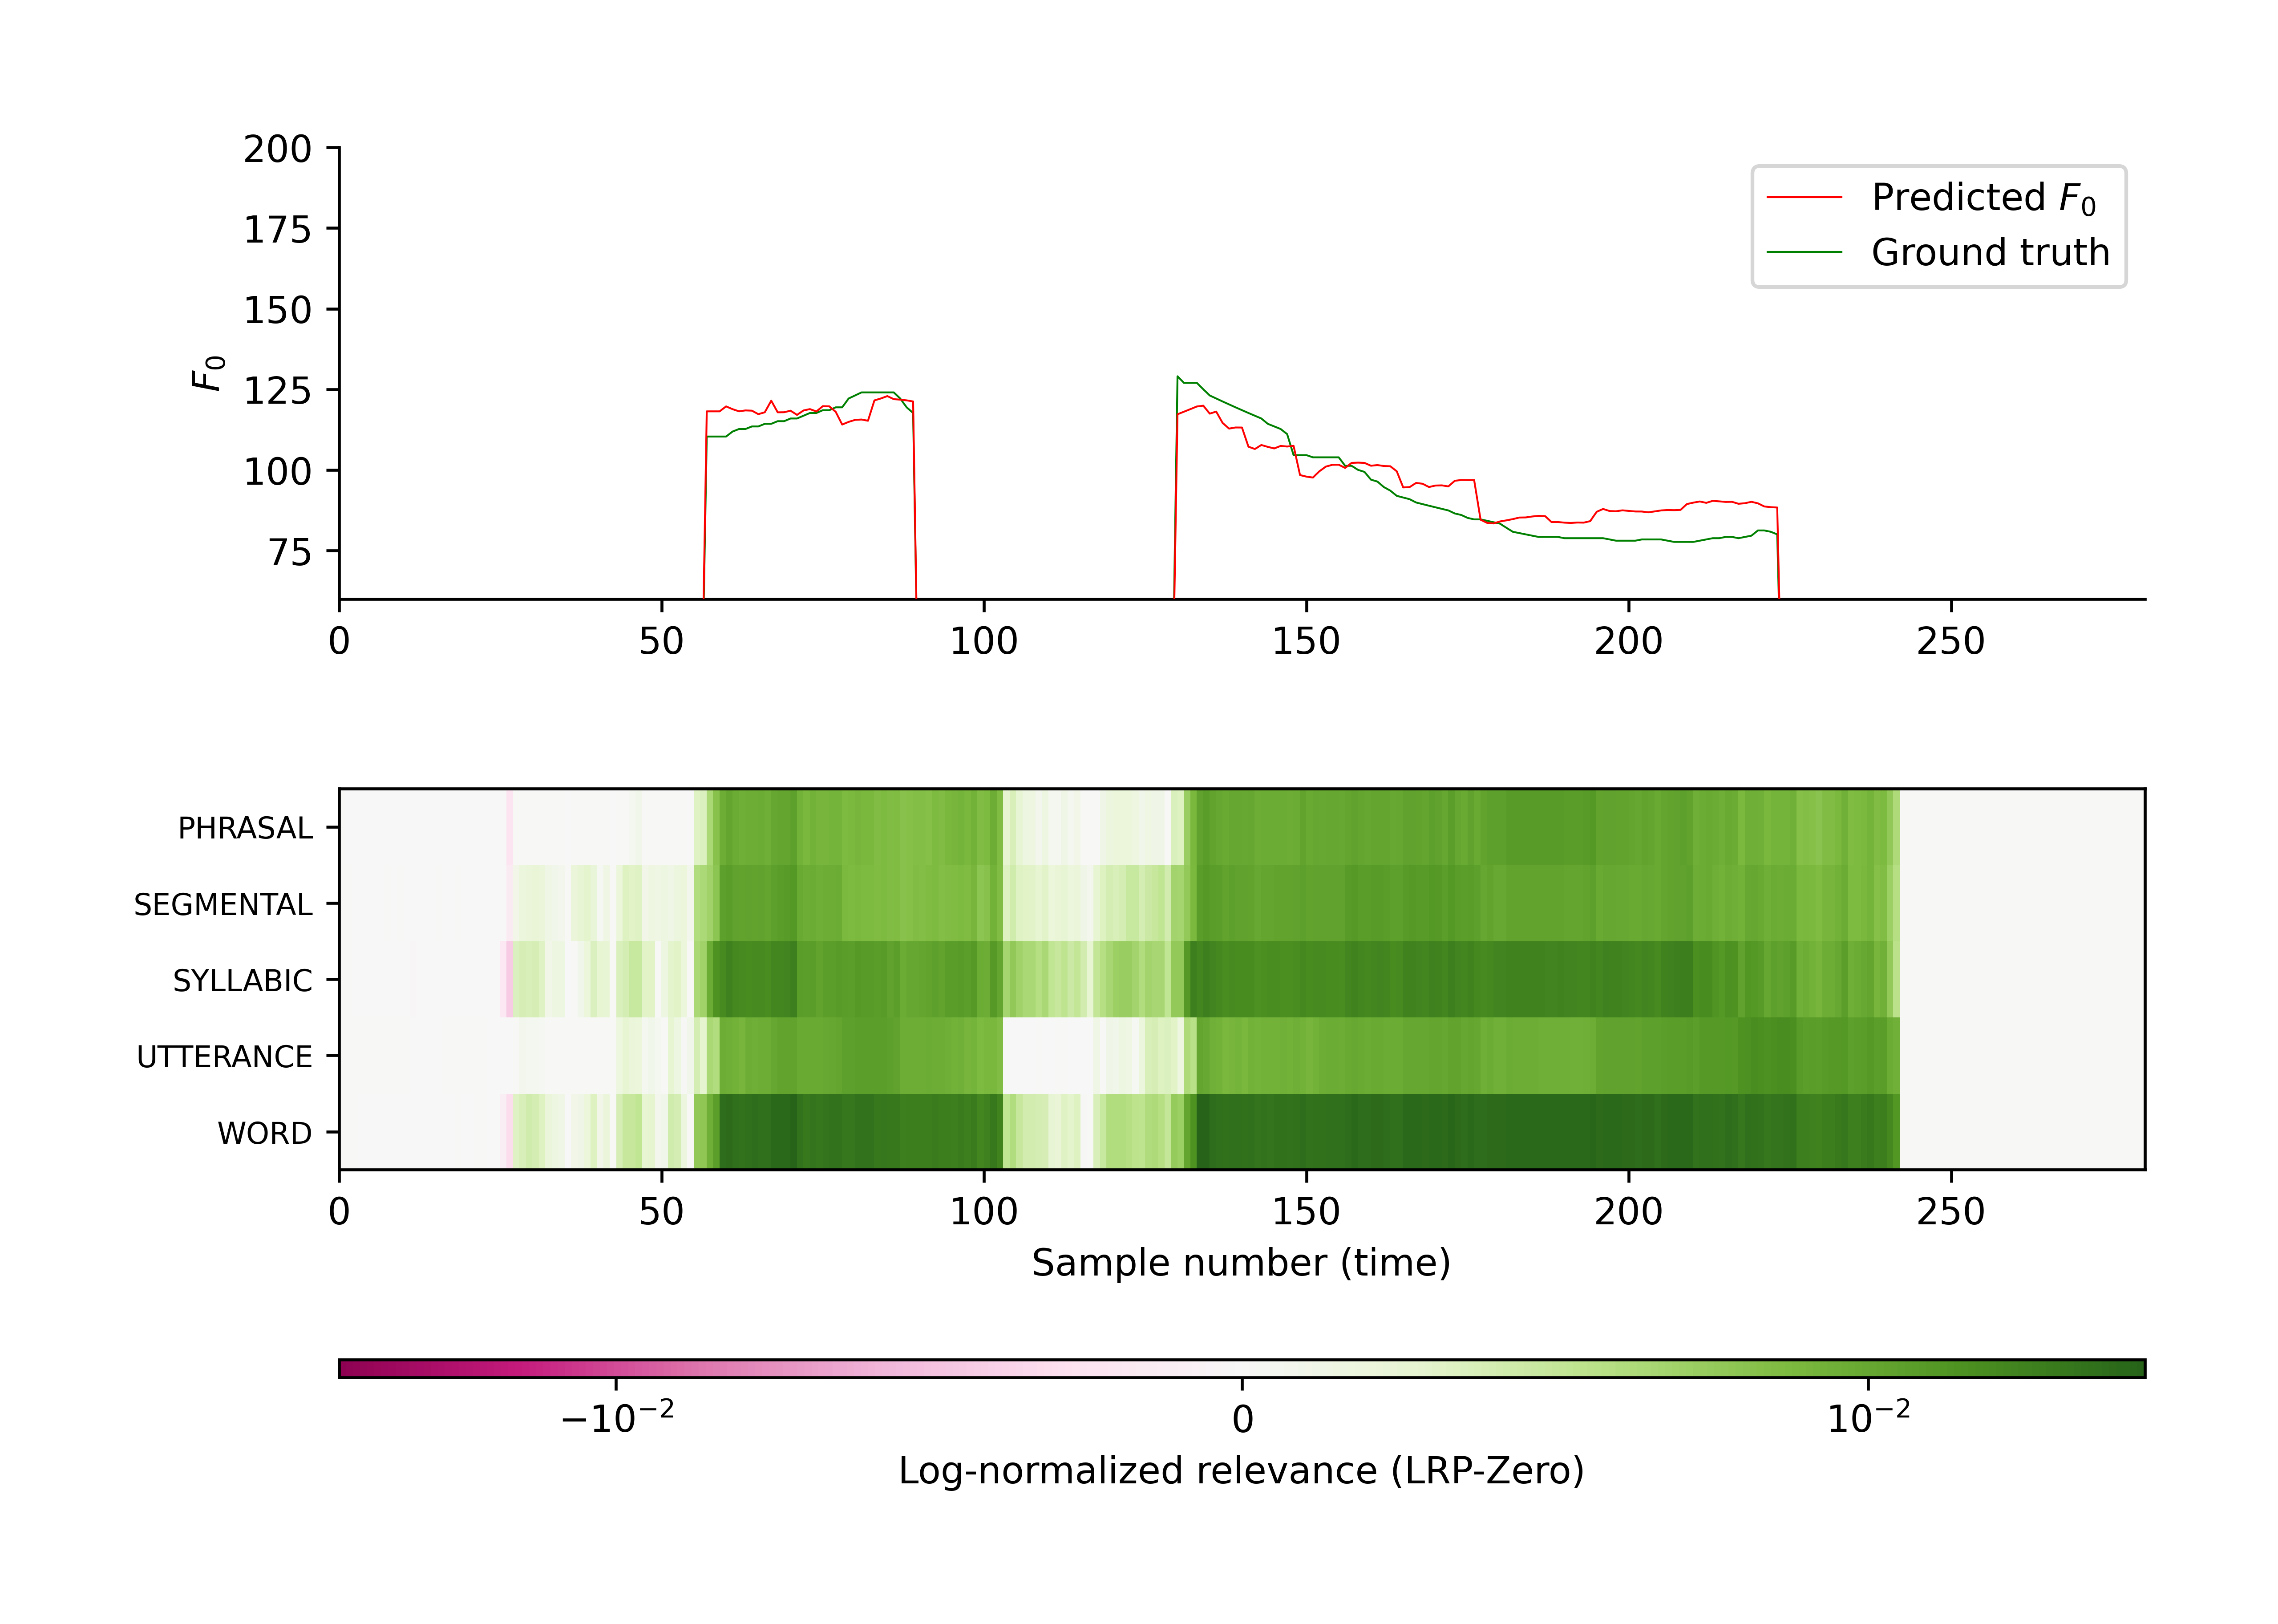 200
175
150
125
100
75
F₀
Predicted F₀
Ground truth
0 50 100 150 200 250
PHRASAL
SEGMENTAL
SYLLABIC
UTTERANCE
WORD
0 50 100 150 200 250
Sample number (time)
−10⁻² 0 10⁻²
Log-normalized relevance (LRP-Zero)